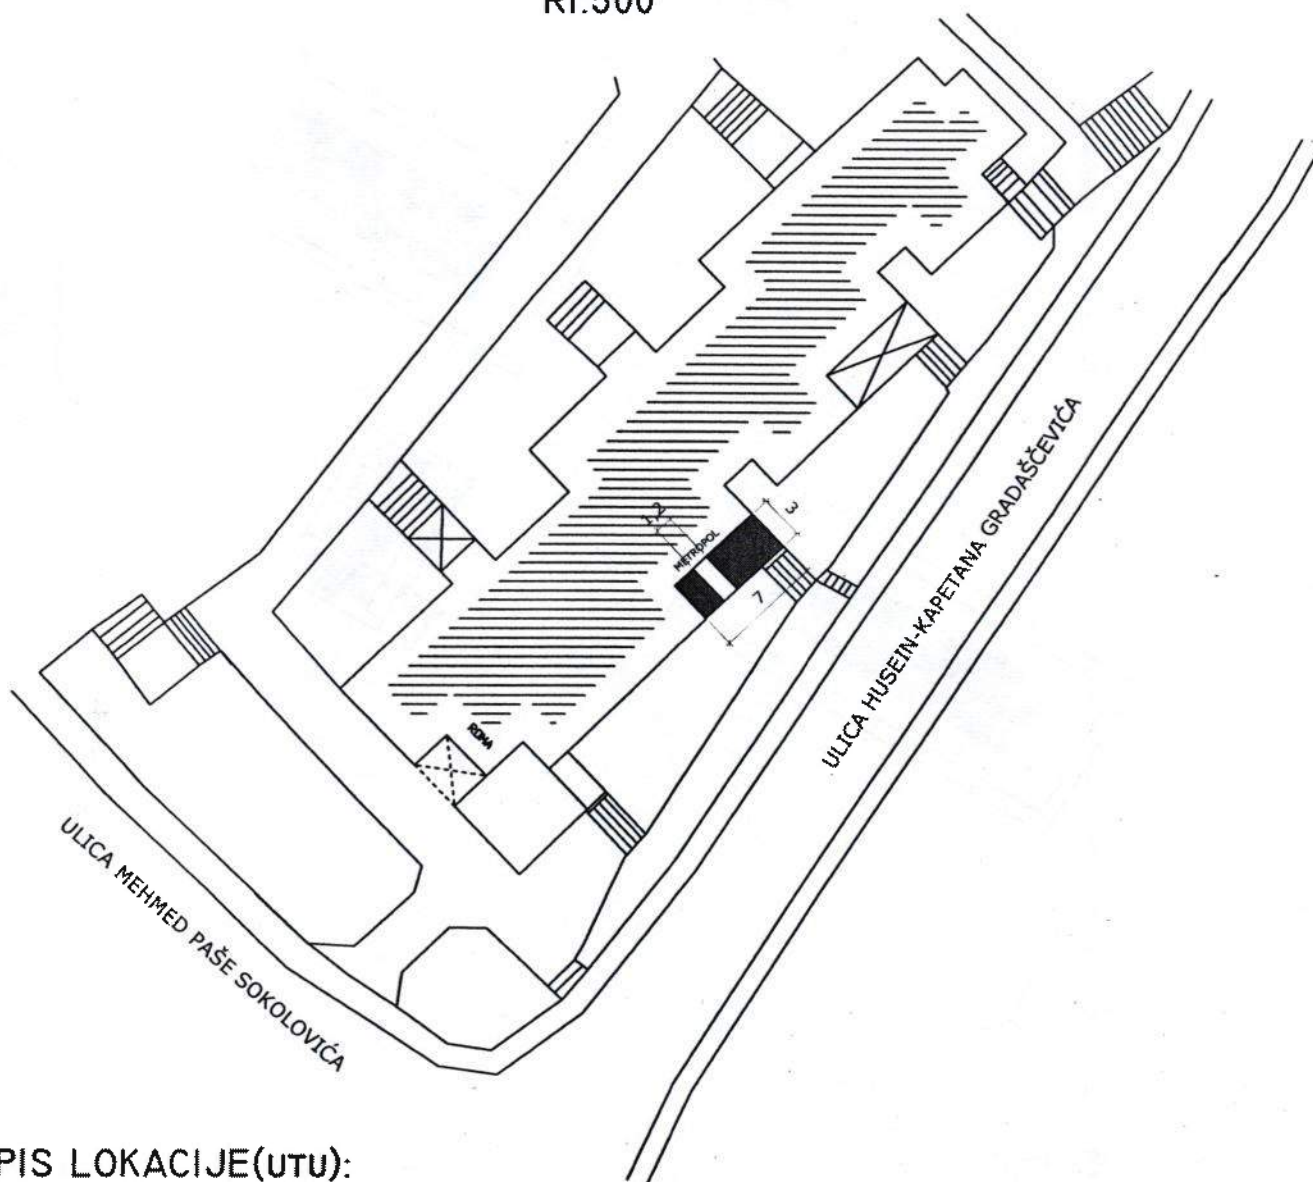 R1:500
1,2
3
METROPOL
7
ULICA HUSEIN-KAPETANA GRADAŠČEVIĆA
ROMA
ULICA MEHMED PAŠE SOKOLOVIĆA
PIS LOKACIJE(UTU):